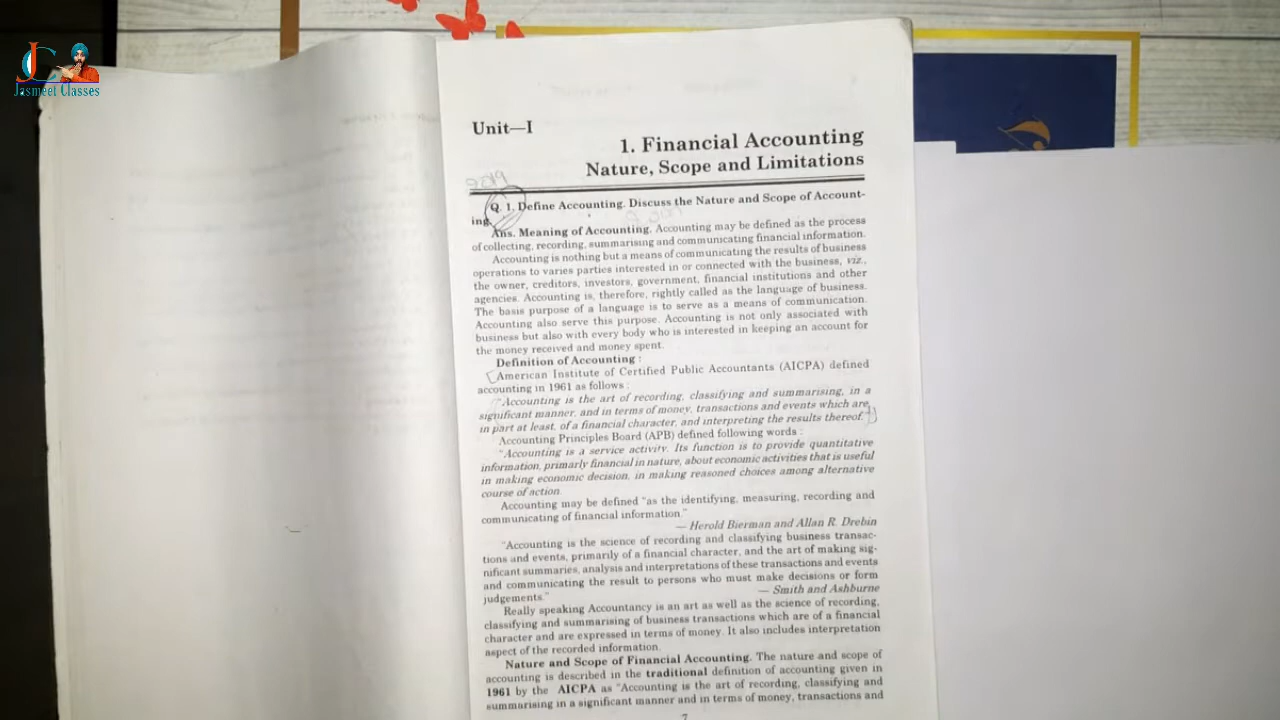 JC
Jasmeet Classes
Unit—I
1. Financial Accounting
Nature, Scope and Limitations
2019
Q. 1. Define Accounting. Discuss the Nature and Scope of Account-
ing.
Ans. Meaning of Accounting. Accounting may be defined as the process
of collecting, recording, summarising and communicating financial information.
Accounting is nothing but a means of communicating the results of business
operations to varies parties interested in or connected with the business, viz.,
the owner, creditors, investors, government, financial institutions and other
agencies. Accounting is, therefore, rightly called as the language of business.
The basis purpose of a language is to serve as a means of communication.
Accounting also serve this purpose. Accounting is not only associated with
business but also with every body who is interested in keeping an account for
the money received and money spent.
Definition of Accounting :
American Institute of Certified Public Accountants (AICPA) defined
accounting in 1961 as follows :
"Accounting is the art of recording, classifying and summarising, in a
significant manner, and in terms of money, transactions and events which are,
in part at least, of a financial character, and interpreting the results thereof."
Accounting Principles Board (APB) defined following words :
"Accounting is a service activity. Its function is to provide quantitative
information, primarly financial in nature, about economic activities that is useful
in making economic decision, in making reasoned choices among alternative
course of action.
Accounting may be defined "as the identifying, measuring, recording and
communicating of financial information."
— Herold Bierman and Allan R. Drebin
"Accounting is the science of recording and classifying business transac-
tions and events, primarily of a financial character, and the art of making sig-
nificant summaries, analysis and interpretations of these transactions and events
and communicating the result to persons who must make decisions or form
judgements."
— Smith and Ashburne
Really speaking Accountancy is an art as well as the science of recording,
classifying and summarising of business transactions which are of a financial
character and are expressed in terms of money. It also includes interpretation
aspect of the recorded information.
Nature and Scope of Financial Accounting. The nature and scope of
accounting is described in the traditional definition of accounting given in
1961 by the AICPA as "Accounting is the art of recording, classifying and
summarising in a significant manner and in terms of money, transactions and
7